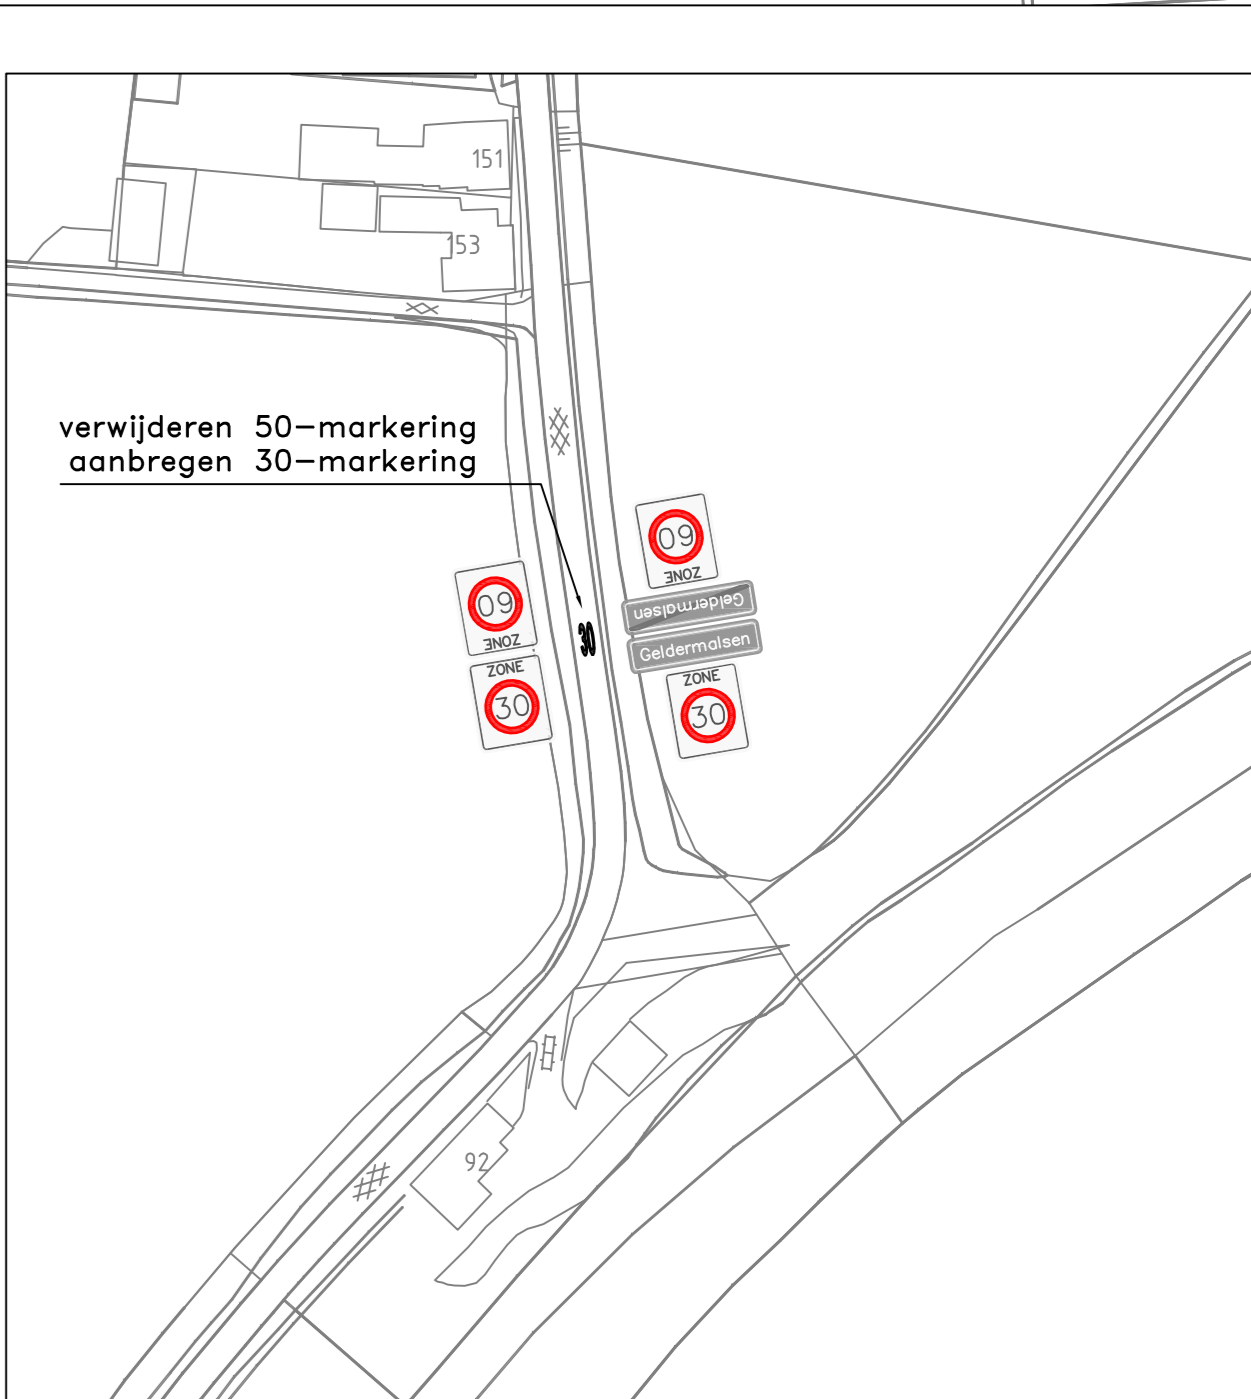 151
153
verwijderen 50-markering
aanbregen 30-markering
60
ZONE
60
ZONE
Geldermalsen
Geldermalsen
30
ZONE
30
ZONE
30
92